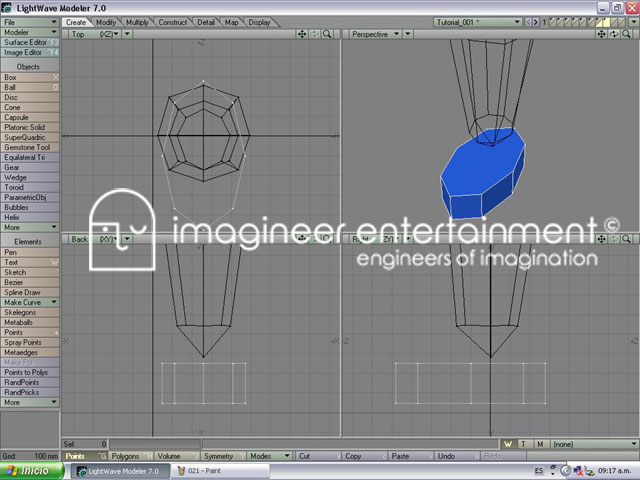 LightWave Modeler 7.0
File
Create Modify Multiply Construct Detail Map Display
Tutorial_001 *
1
Modeler
Surface Editor
Image Editor F4
Top (XZ)
Perspective
Objects
Box X
Ball O
Disc
Cone
Capsule
Platonic Solid
SuperQuadric
Gemstone Tool
Equilateral Tri
Gear
Wedge
Toroid
ParametricObj
Bubbles
Helix
More
imagineer entertainment©
engineers of imagination
Back (XY)
Right (ZY)
Elements
Pen
Text W
Sketch
Bezier
Spline Draw
Make Curve
Skelegons
Metaballs
Points
Spray Points
Metaedges
Make Pol
Points to Polys
RandPoints
RandPricks
More
Sel: 0
W T M (none)
Grid: 100 mm
Points ^G Polygons ^H Volume Symmetry Modes Cut Copy Paste Undo Redo
Inicio
LightWave Modeler 7.0
021 - Paint
ES
09:17 a.m.